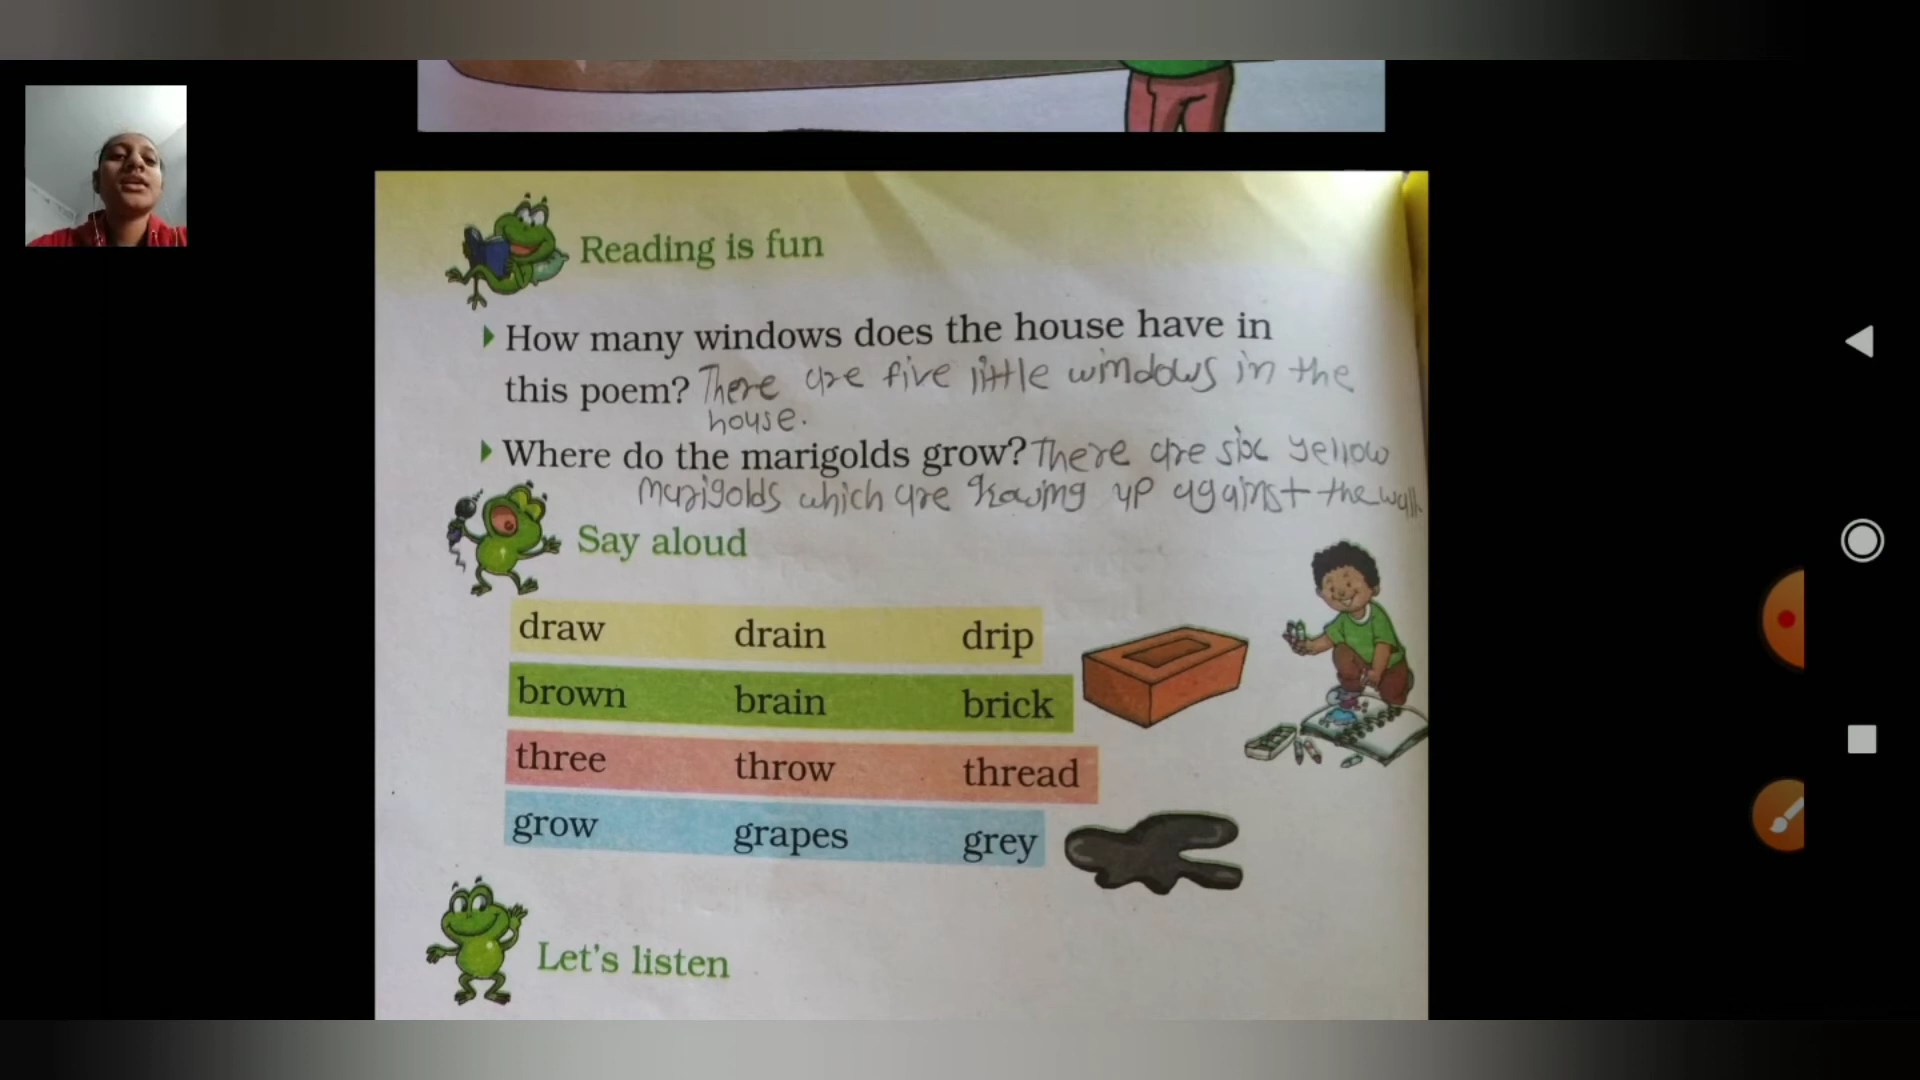 Reading is fun
How many windows does the house have in
this poem? There are five little windows in the
house.
Where do the marigolds grow? There are six yellow
marigolds which are growing up against the wall.
Say aloud
draw drain drip
brown brain brick
three throw thread
grow grapes grey
Let's listen